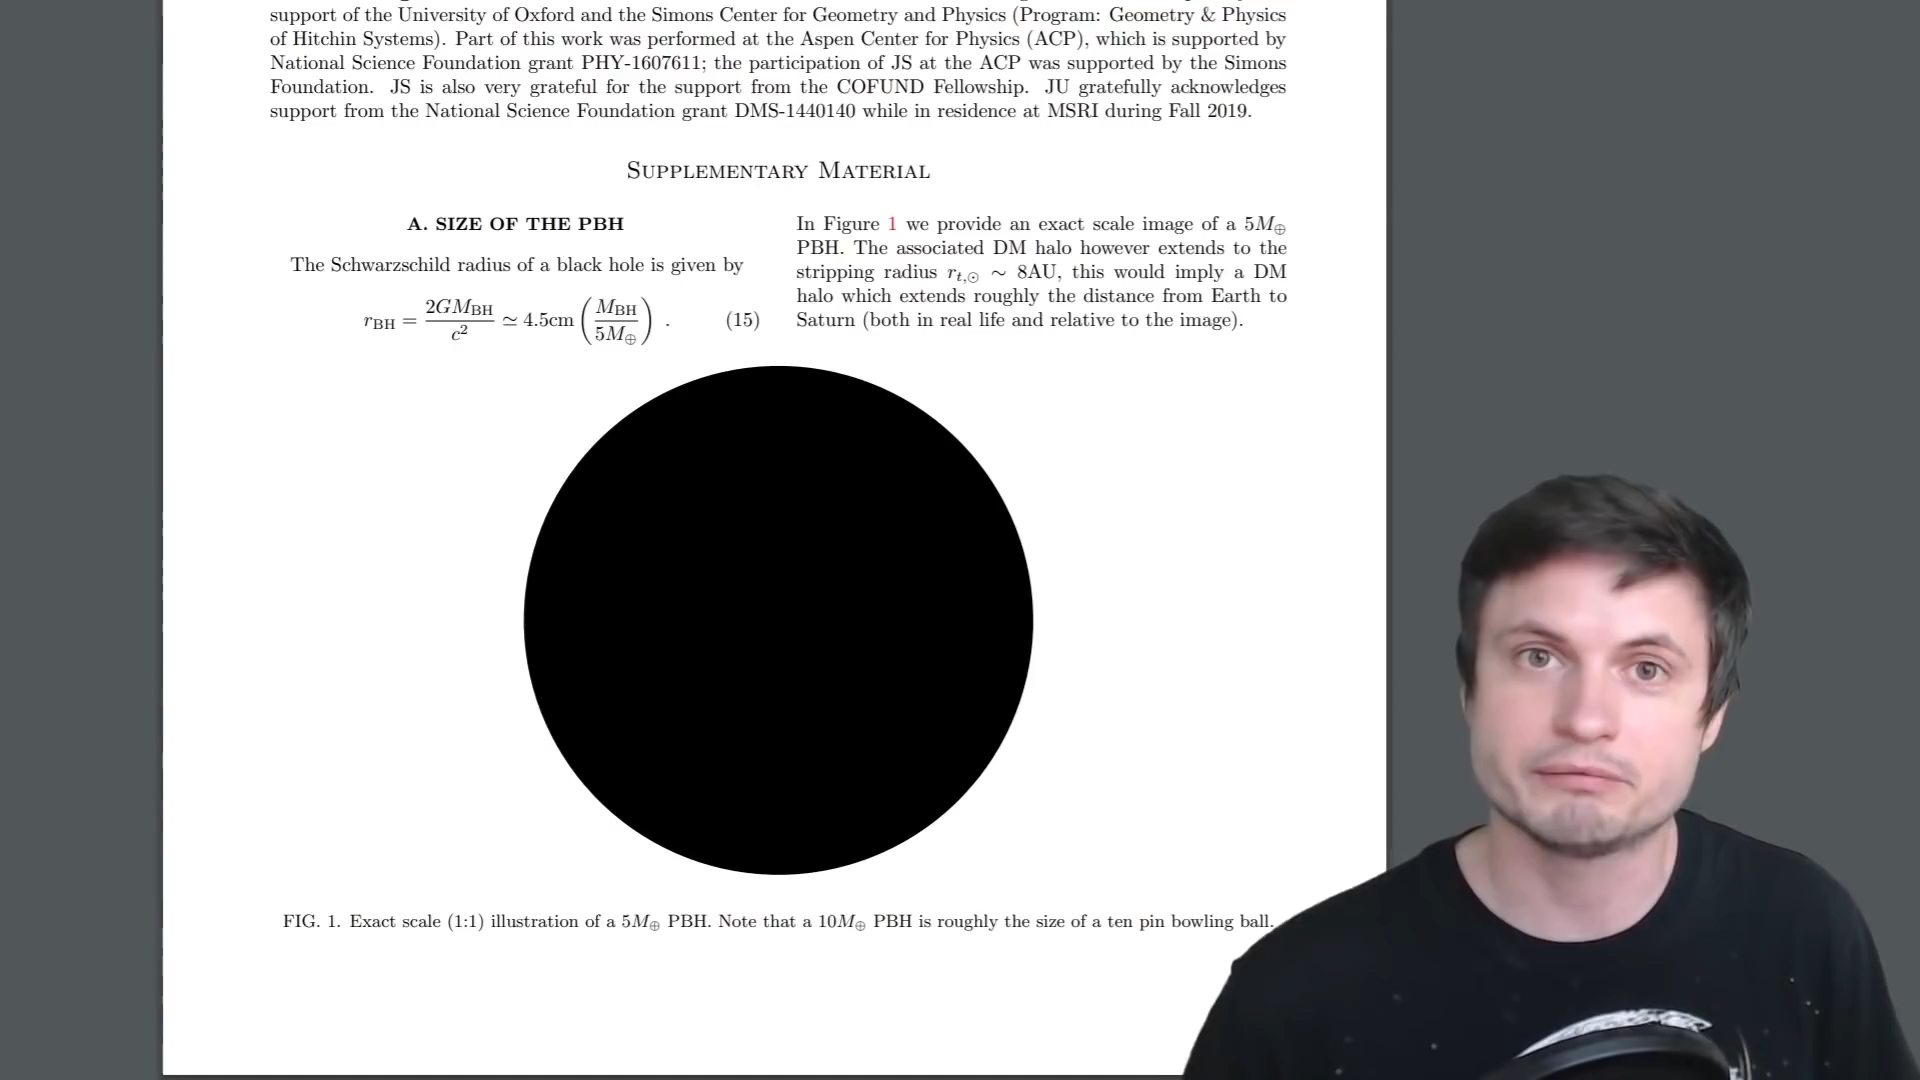 support of the University of Oxford and the Simons Center for Geometry and Physics (Program: Geometry & Physics
of Hitchin Systems). Part of this work was performed at the Aspen Center for Physics (ACP), which is supported by
National Science Foundation grant PHY-1607611; the participation of JS at the ACP was supported by the Simons
Foundation. JS is also very grateful for the support from the COFUND Fellowship. JU gratefully acknowledges
support from the National Science Foundation grant DMS-1440140 while in residence at MSRI during Fall 2019.
SUPPLEMENTARY MATERIAL
A. SIZE OF THE PBH
The Schwarzschild radius of a black hole is given by
r_BH = 2GM_BH / c² ≃ 4.5cm (M_BH / 5M_⊕) . (15)
In Figure 1 we provide an exact scale image of a 5M_⊕
PBH. The associated DM halo however extends to the
stripping radius r_t,⊙ ∼ 8AU, this would imply a DM
halo which extends roughly the distance from Earth to
Saturn (both in real life and relative to the image).
FIG. 1. Exact scale (1:1) illustration of a 5M_⊕ PBH. Note that a 10M_⊕ PBH is roughly the size of a ten pin bowling ball.